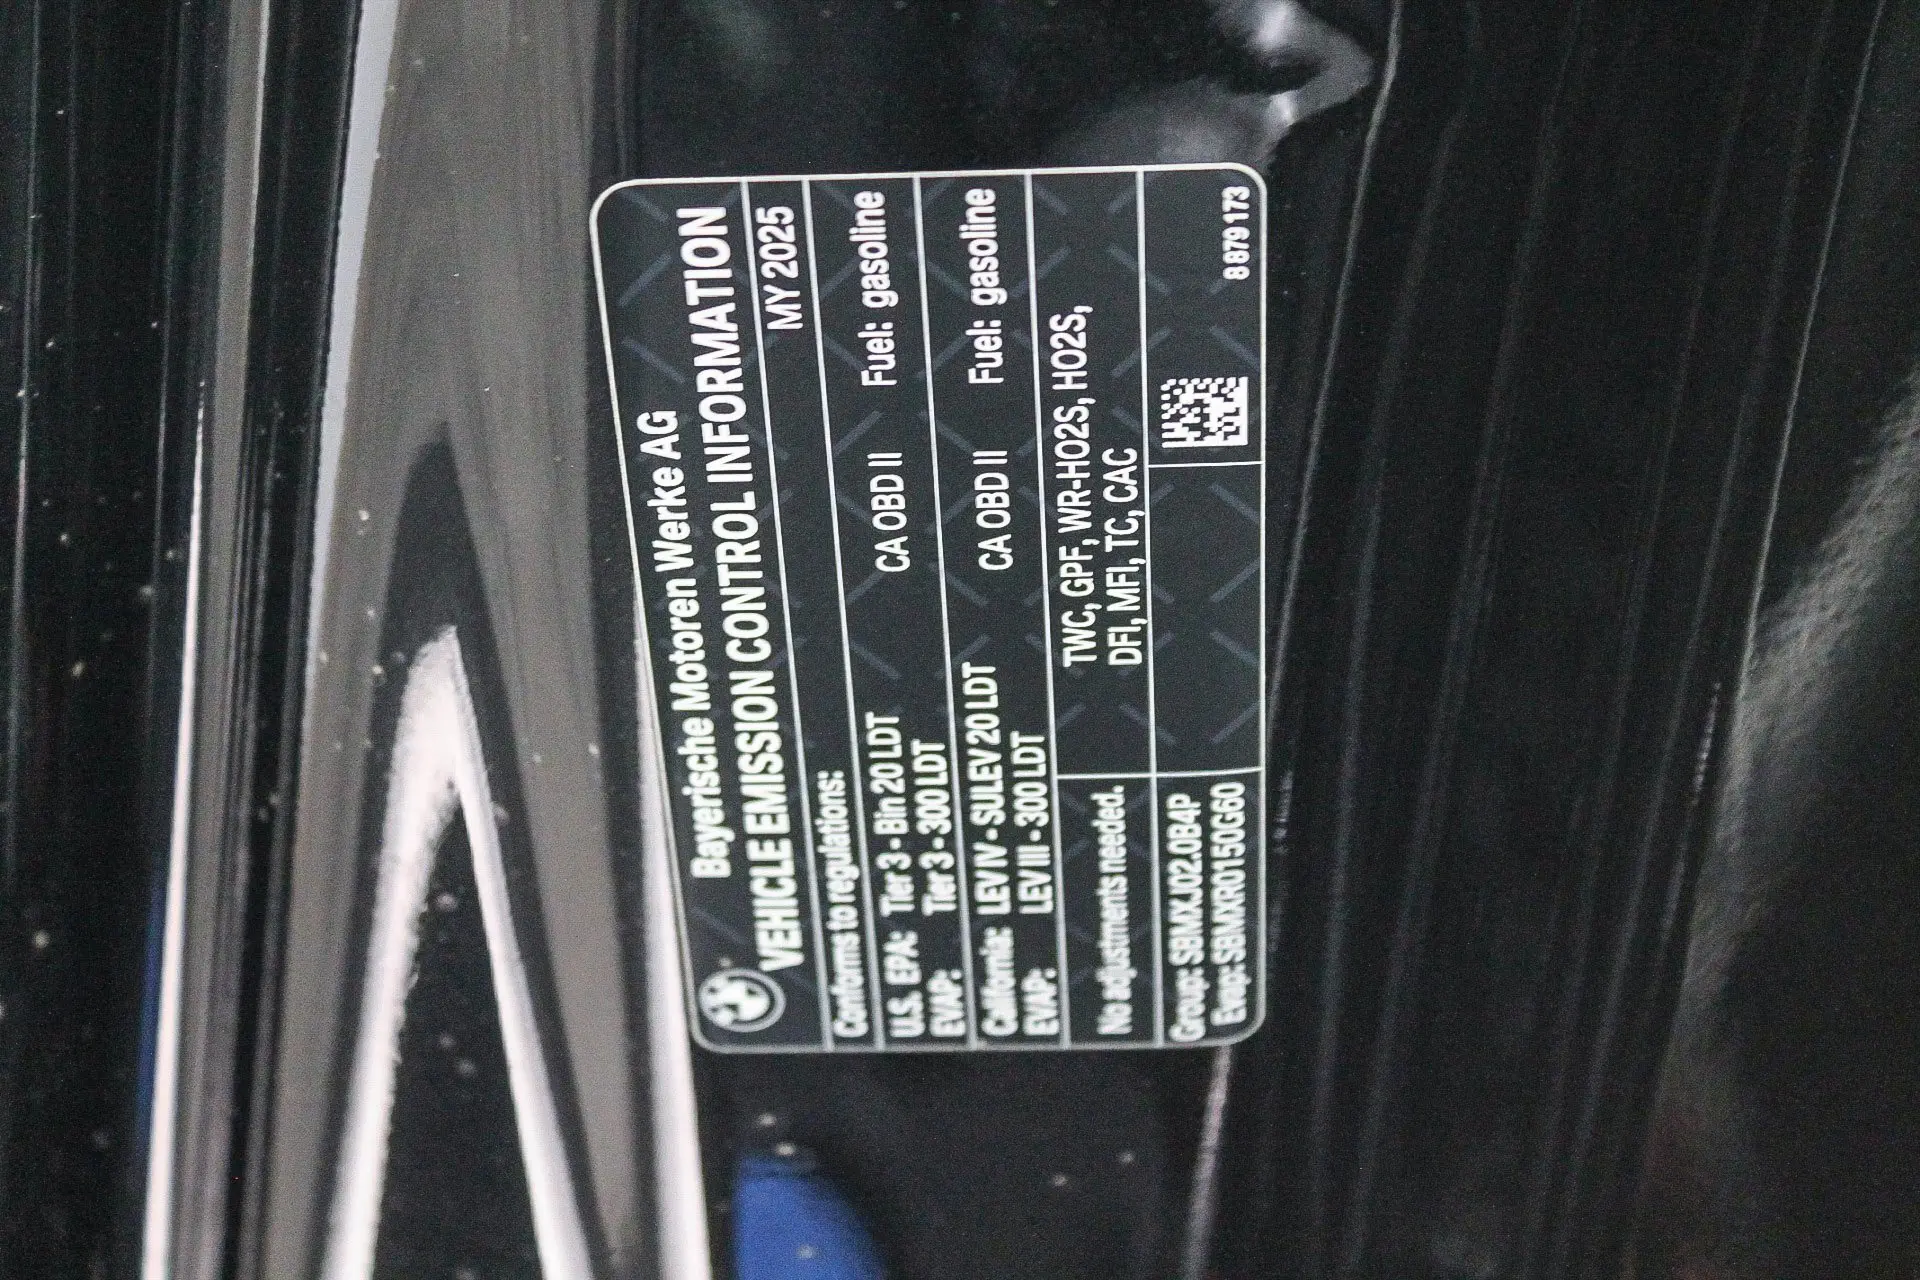 Bayerische Motoren Werke AG
VEHICLE EMISSION CONTROL INFORMATION
MY 2025
Conforms to regulations:
U.S. EPA: Tier 3 - Bin 20 LDT CA OBD II Fuel: gasoline
EVAP: Tier 3 - 300 LDT
California: LEV IV - SULEV 20 LDT CA OBD II Fuel: gasoline
EVAP: LEV III - 300 LDT
No adjustments needed.
TWC, GPF, WR-HO2S, HO2S,
DFI, MFI, TC, CAC
Group: SBMXJ02.0B4P
Evap: SBMXR0150G60
8 879 173